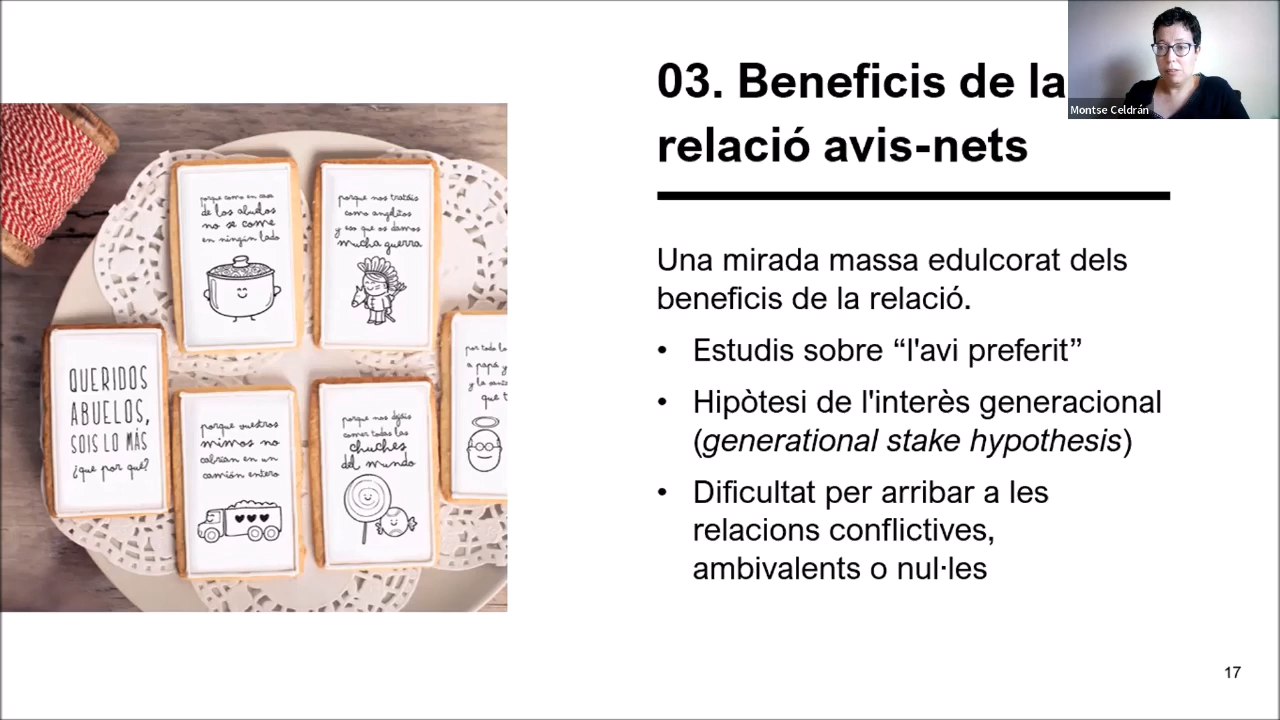 03. Beneficis de la
relació avis-nets
Montse Celdrán
Una mirada massa edulcorat dels
beneficis de la relació.
• Estudis sobre “l'avi preferit”
• Hipòtesi de l'interès generacional
(generational stake hypothesis)
• Dificultat per arribar a les
relacions conflictives,
ambivalents o nul·les
porque como en casa
de los abuelos
no se come
en ningún lado
porque nos tratáis
como angelitos
y eso que os damos
mucha guerra
QUERIDOS
ABUELOS,
SOIS LO MÁS
¿que por qué?
porque vuestros
mimos no
cabrían en un
camión entero
porque nos dejáis
comer todas las
chuches
del mundo
por todo
a papá y
que
17